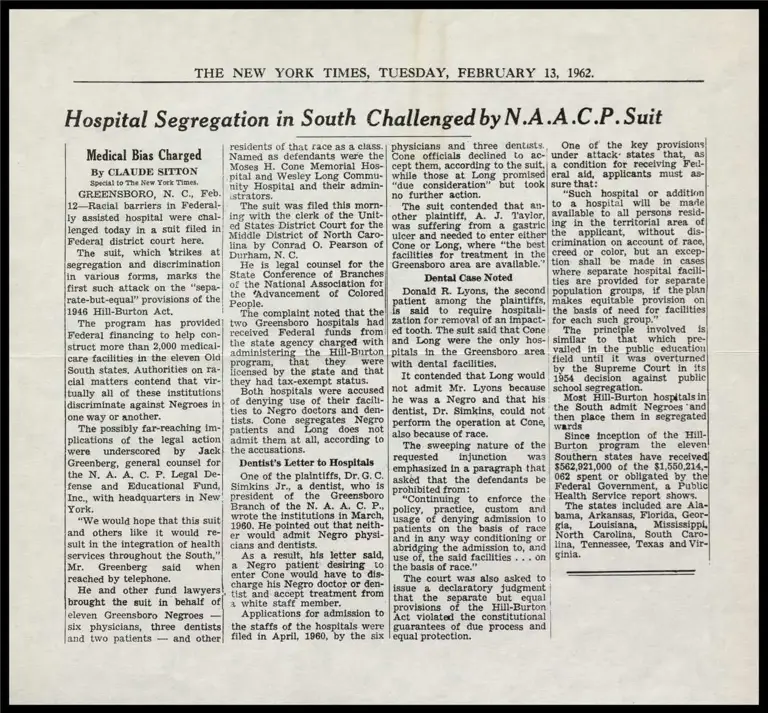 THE NEW YORK TIMES, TUESDAY, FEBRUARY 13, 1962.
Hospital Segregation in South Challenged by N.A.A.C.P. Suit
Medical Bias Charged
By CLAUDE SITTON
Special to The New York Times.
GREENSBORO, N. C., Feb.
12—Racial barriers in Federal-
ly assisted hospital were chal-
lenged today in a suit filed in
Federal district court here.
The suit, which strikes at
segregation and discrimination
in various forms, marks the
first such attack on the "sepa-
rate-but-equal" provisions of the
1946 Hill-Burton Act.
The program has provided
Federal financing to help con-
struct more than 2,000 medical-
care facilities in the eleven Old
South states. Authorities on ra-
cial matters contend that vir-
tually all of these institutions
discriminate against Negroes in
one way or another.
The possibly far-reaching im-
plications of the legal action
were underscored by Jack
Greenberg, general counsel for
the N. A. A. C. P. Legal De-
fense and Educational Fund,
Inc., with headquarters in New
York.
"We would hope that this suit
and others like it would re-
sult in the integration of health
services throughout the South,"
Mr. Greenberg said when
reached by telephone.
He and other fund lawyers
brought the suit in behalf of
eleven Greensboro Negroes —
six physicians, three dentists
and two patients — and other
residents of that race as a class.
Named as defendants were the
Moses H. Cone Memorial Hos-
pital and Wesley Long Commu-
nity Hospital and their admin-
istrators.
The suit was filed this morn-
ing with the clerk of the Unit-
ed States District Court for the
Middle District of North Caro-
lina by Conrad O. Pearson of
Durham, N. C.
He is legal counsel for the
State Conference of Branches
of the National Association for
the Advancement of Colored
People.
The complaint noted that the
two Greensboro hospitals had
received Federal funds from
the state agency charged with
administering the Hill-Burton
program, that they were
licensed by the state and that
they had tax-exempt status.
Both hospitals were accused
of denying use of their facili-
ties to Negro doctors and den-
tists. Cone segregates Negro
patients and Long does not
admit them at all, according to
the accusations.
Dentist's Letter to Hospitals
One of the plaintiffs, Dr. G. C.
Simkins Jr., a dentist, who is
president of the Greensboro
Branch of the N. A. A. C. P.,
wrote the institutions in March,
1960. He pointed out that neith-
er would admit Negro physi-
cians and dentists.
As a result, his letter said,
a Negro patient desiring to
enter Cone would have to dis-
charge his Negro doctor or den-
tist and accept treatment from
a white staff member.
Applications for admission to
the staffs of the hospitals were
filed in April, 1960, by the six
physicians and three dentists.
Cone officials declined to ac-
cept them, according to the suit,
while those at Long promised
"due consideration" but took
no further action.
The suit contended that an-
other plaintiff, A. J. Taylor,
was suffering from a gastric
ulcer and needed to enter either
Cone or Long, where "the best
facilities for treatment in the
Greensboro area are available."
Dental Case Noted
Donald R. Lyons, the second
patient among the plaintiffs,
is said to require hospitali-
zation for removal of an impact-
ed tooth. The suit said that Cone
and Long were the only hos-
pitals in the Greensboro area
with dental facilities.
It contended that Long would
not admit Mr. Lyons because
he was a Negro and that his
dentist, Dr. Simkins, could not
perform the operation at Cone,
also because of race.
The sweeping nature of the
requested injunction was
emphasized in a paragraph that
asked that the defendants be
prohibited from:
"Continuing to enforce the
policy, practice, custom and
usage of denying admission to
patients on the basis of race
and in any way conditioning or
abridging the admission to, and
use of, the said facilities . . . on
the basis of race."
The court was also asked to
issue a declaratory judgment
that the separate but equal
provisions of the Hill-Burton
Act violated the constitutional
guarantees of due process and
equal protection.
One of the key provisions
under attack states that, as
a condition for receiving Fed-
eral aid, applicants must as-
sure that:
"Such hospital or addition
to a hospital will be made
available to all persons resid-
ing in the territorial area of
the applicant, without dis-
crimination on account of race,
creed or color, but an excep-
tion shall be made in cases
where separate hospital facili-
ties are provided for separate
population groups, if the plan
makes equitable provision on
the basis of need for facilities
for each such group."
The principle involved is
similar to that which pre-
vailed in the public education
field until it was overturned
by the Supreme Court in its
1954 decision against public
school segregation.
Most Hill-Burton hospitals in
the South admit Negroes and
then place them in segregated
wards
Since inception of the Hill-
Burton program the eleven
Southern states have received
$562,921,000 of the $1,550,214,-
062 spent or obligated by the
Federal Government, a Public
Health Service report shows.
The states included are Ala-
bama, Arkansas, Florida, Geor-
gia, Louisiana, Mississippi,
North Carolina, South Caro-
lina, Tennessee, Texas and Vir-
ginia.